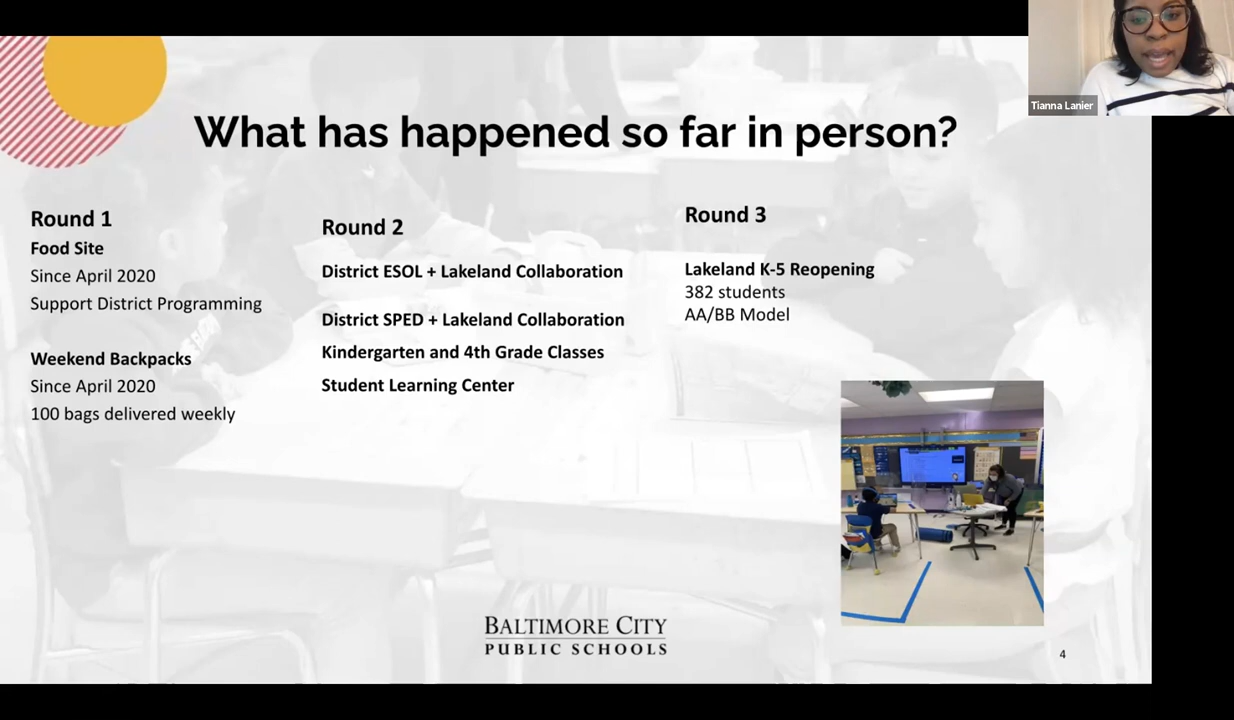 Tianna Lanier
What has happened so far in person?
Round 1
Food Site
Since April 2020
Support District Programming
Weekend Backpacks
Since April 2020
100 bags delivered weekly
Round 2
District ESOL + Lakeland Collaboration
District SPED + Lakeland Collaboration
Kindergarten and 4th Grade Classes
Student Learning Center
Round 3
Lakeland K-5 Reopening
382 students
AA/BB Model
BALTIMORE CITY
PUBLIC SCHOOLS
4